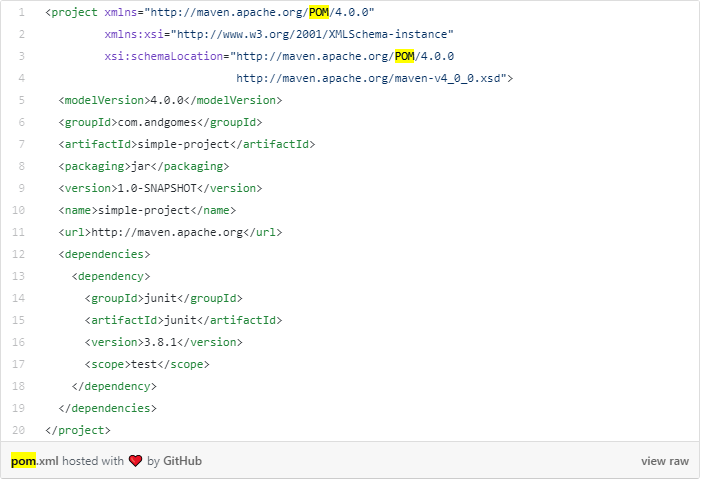 1 <project xmlns="http://maven.apache.org/POM/4.0.0"
2 xmlns:xsi="http://www.w3.org/2001/XMLSchema-instance"
3 xsi:schemaLocation="http://maven.apache.org/POM/4.0.0
4 http://maven.apache.org/maven-v4_0_0.xsd">
5 <modelVersion>4.0.0</modelVersion>
6 <groupId>com.andgomes</groupId>
7 <artifactId>simple-project</artifactId>
8 <packaging>jar</packaging>
9 <version>1.0-SNAPSHOT</version>
10 <name>simple-project</name>
11 <url>http://maven.apache.org</url>
12 <dependencies>
13 <dependency>
14 <groupId>junit</groupId>
15 <artifactId>junit</artifactId>
16 <version>3.8.1</version>
17 <scope>test</scope>
18 </dependency>
19 </dependencies>
20 </project>
pom.xml hosted with ❤ by GitHub view raw